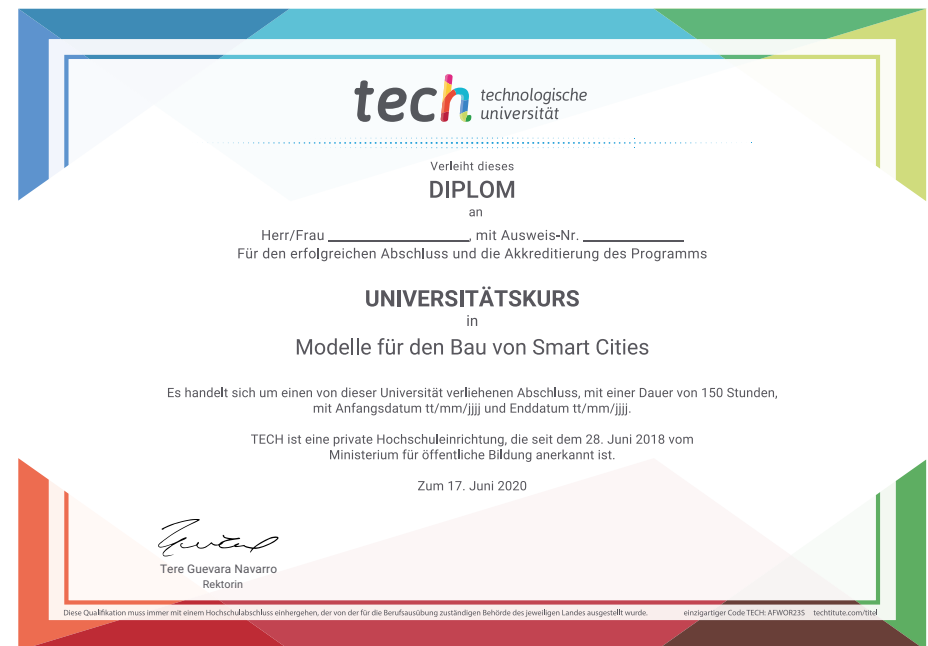 tech technologische
universität
Verleiht dieses
DIPLOM
an
Herr/Frau ____________________, mit Ausweis-Nr. ______________
Für den erfolgreichen Abschluss und die Akkreditierung des Programms
UNIVERSITÄTSKURS
in
Modelle für den Bau von Smart Cities
Es handelt sich um einen von dieser Universität verliehenen Abschluss, mit einer Dauer von 150 Stunden,
mit Anfangsdatum tt/mm/jjjj und Enddatum tt/mm/jjjj.
TECH ist eine private Hochschuleinrichtung, die seit dem 28. Juni 2018 vom
Ministerium für öffentliche Bildung anerkannt ist.
Zum 17. Juni 2020
Tere Guevara Navarro
Rektorin
Diese Qualifikation muss immer mit einem Hochschulabschluss einhergehen, der von der für die Berufsausübung zuständigen Behörde des jeweiligen Landes ausgestellt wurde. einzigartiger Code TECH: AFWOR23S techtitute.com/titel